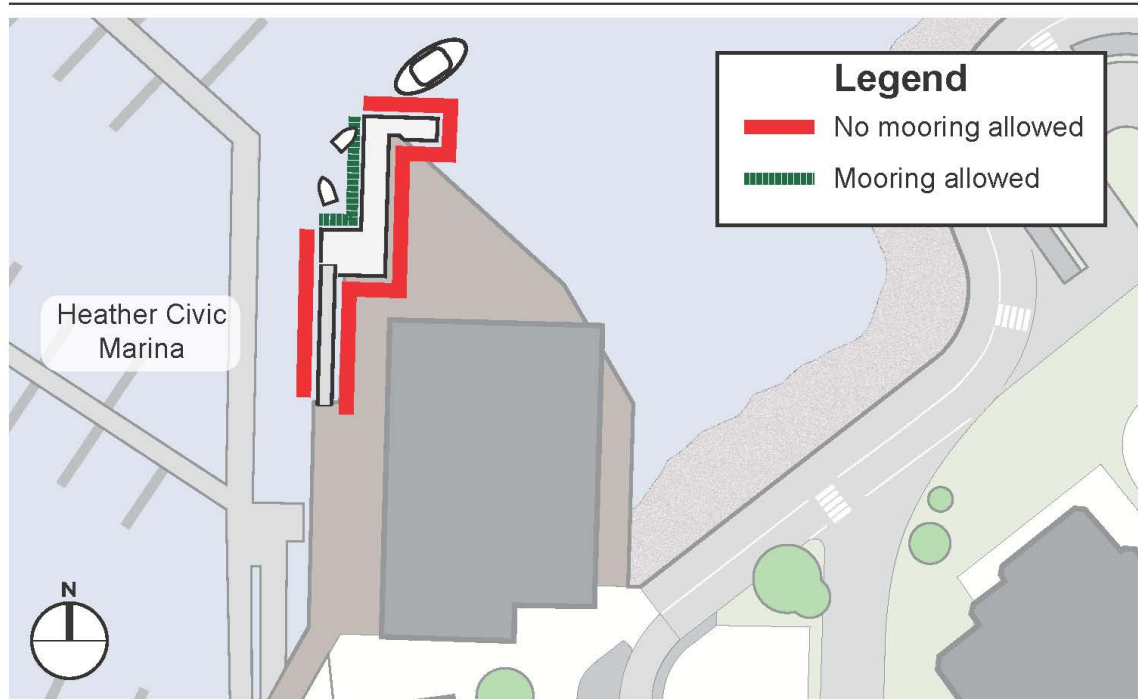 Legend
No mooring allowed
Mooring allowed
Heather Civic
Marina
N